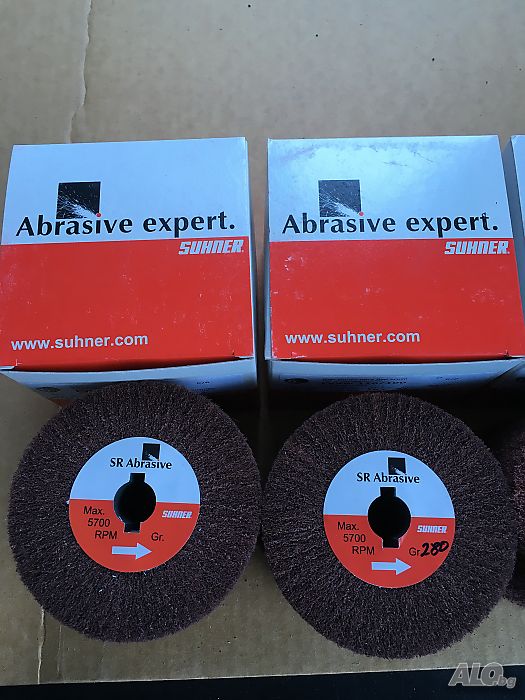 Abrasive expert.
SUHNER
www.suhner.com
Abrasive expert.
SUHNER
www.suhner.com
SR Abrasive
SUHNER
Max.
5700
RPM
Gr.
SR Abrasive
SUHNER
Max.
5700
RPM
Gr.280
ALO.bg